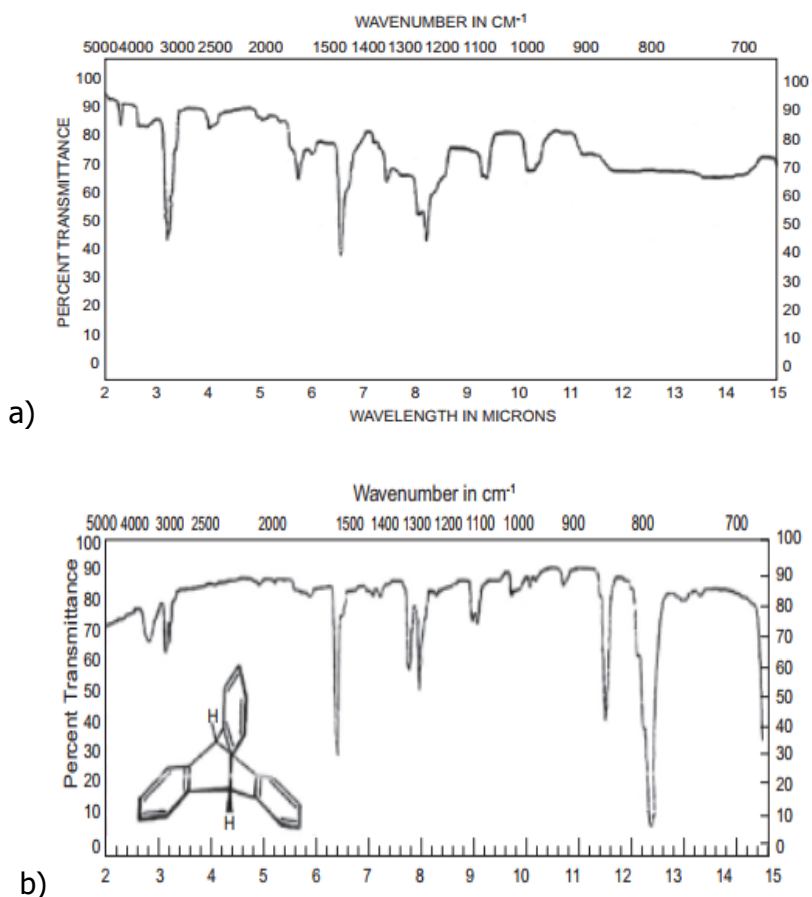 WAVENUMBER IN CM-1
5000 4000 3000 2500 2000 1500 1400 1300 1200 1100 1000 900 800 700
PERCENT TRANSMITTANCE
100 100
90 90
80 80
70 70
60 60
50 50
40 40
30 30
20 20
10 10
0 0
2 3 4 5 6 7 8 9 10 11 12 13 14 15
WAVELENGTH IN MICRONS
a)
Wavenumber in cm-1
5000 4000 3000 2500 2000 1500 1400 1300 1200 1100 1000 900 800 700
Percent Transmittance
100 100
90 90
80 80
70 70
60 60
50 50
40 40
30 30
20 20
10 10
0 0
H
H
2 3 4 5 6 7 8 9 10 11 12 13 14 15
b)